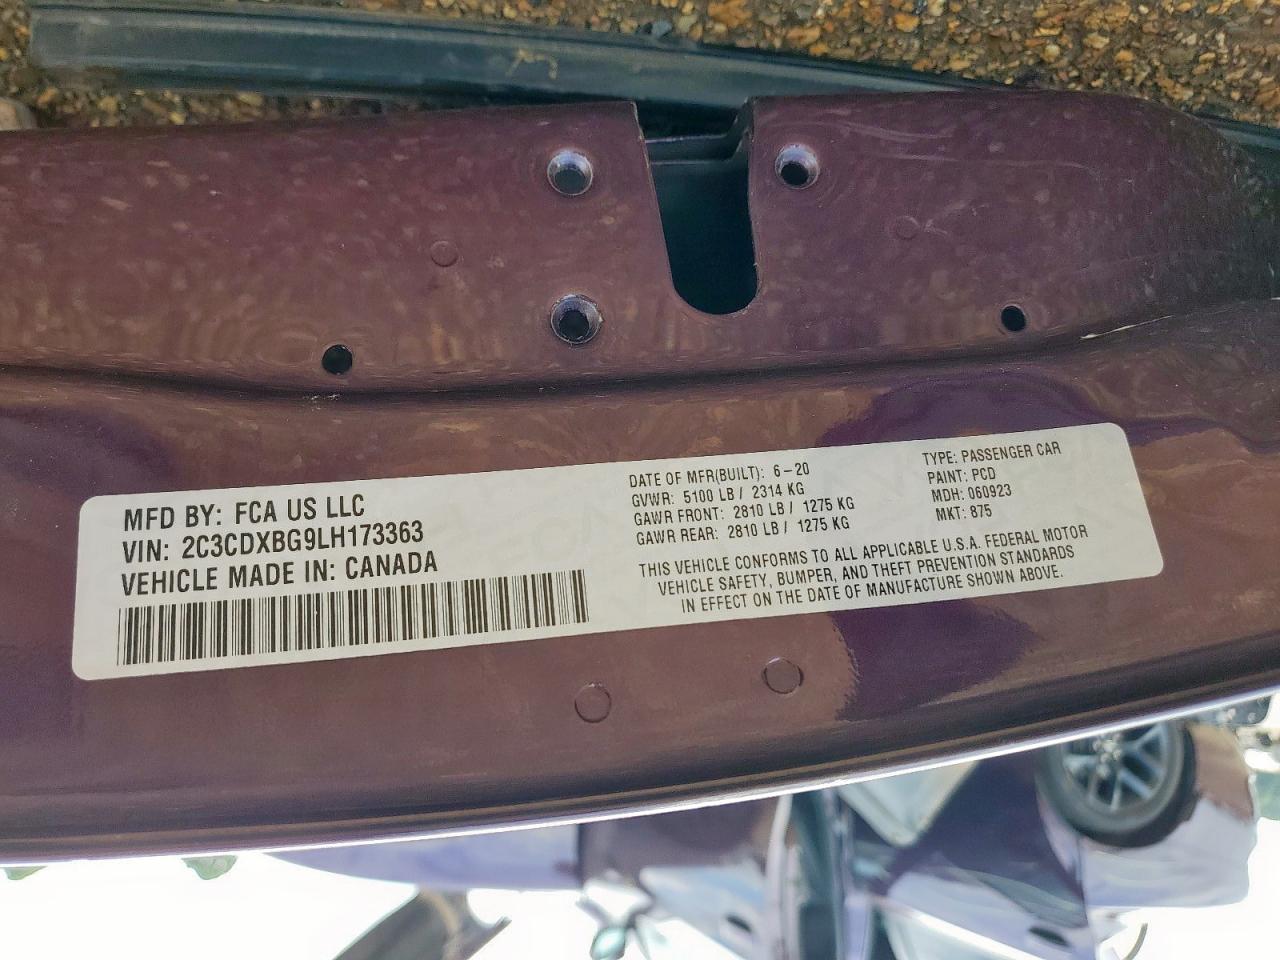 MFD BY: FCA US LLC
VIN: 2C3CDXBG9LH173363
VEHICLE MADE IN: CANADA
DATE OF MFR(BUILT): 6-20
GVWR: 5100 LB / 2314 KG
GAWR FRONT: 2810 LB / 1275 KG
GAWR REAR: 2810 LB / 1275 KG
TYPE: PASSENGER CAR
PAINT: PCD
MDH: 060923
MKT: 875
THIS VEHICLE CONFORMS TO ALL APPLICABLE U.S.A. FEDERAL MOTOR
VEHICLE SAFETY, BUMPER, AND THEFT PREVENTION STANDARDS
IN EFFECT ON THE DATE OF MANUFACTURE SHOWN ABOVE.